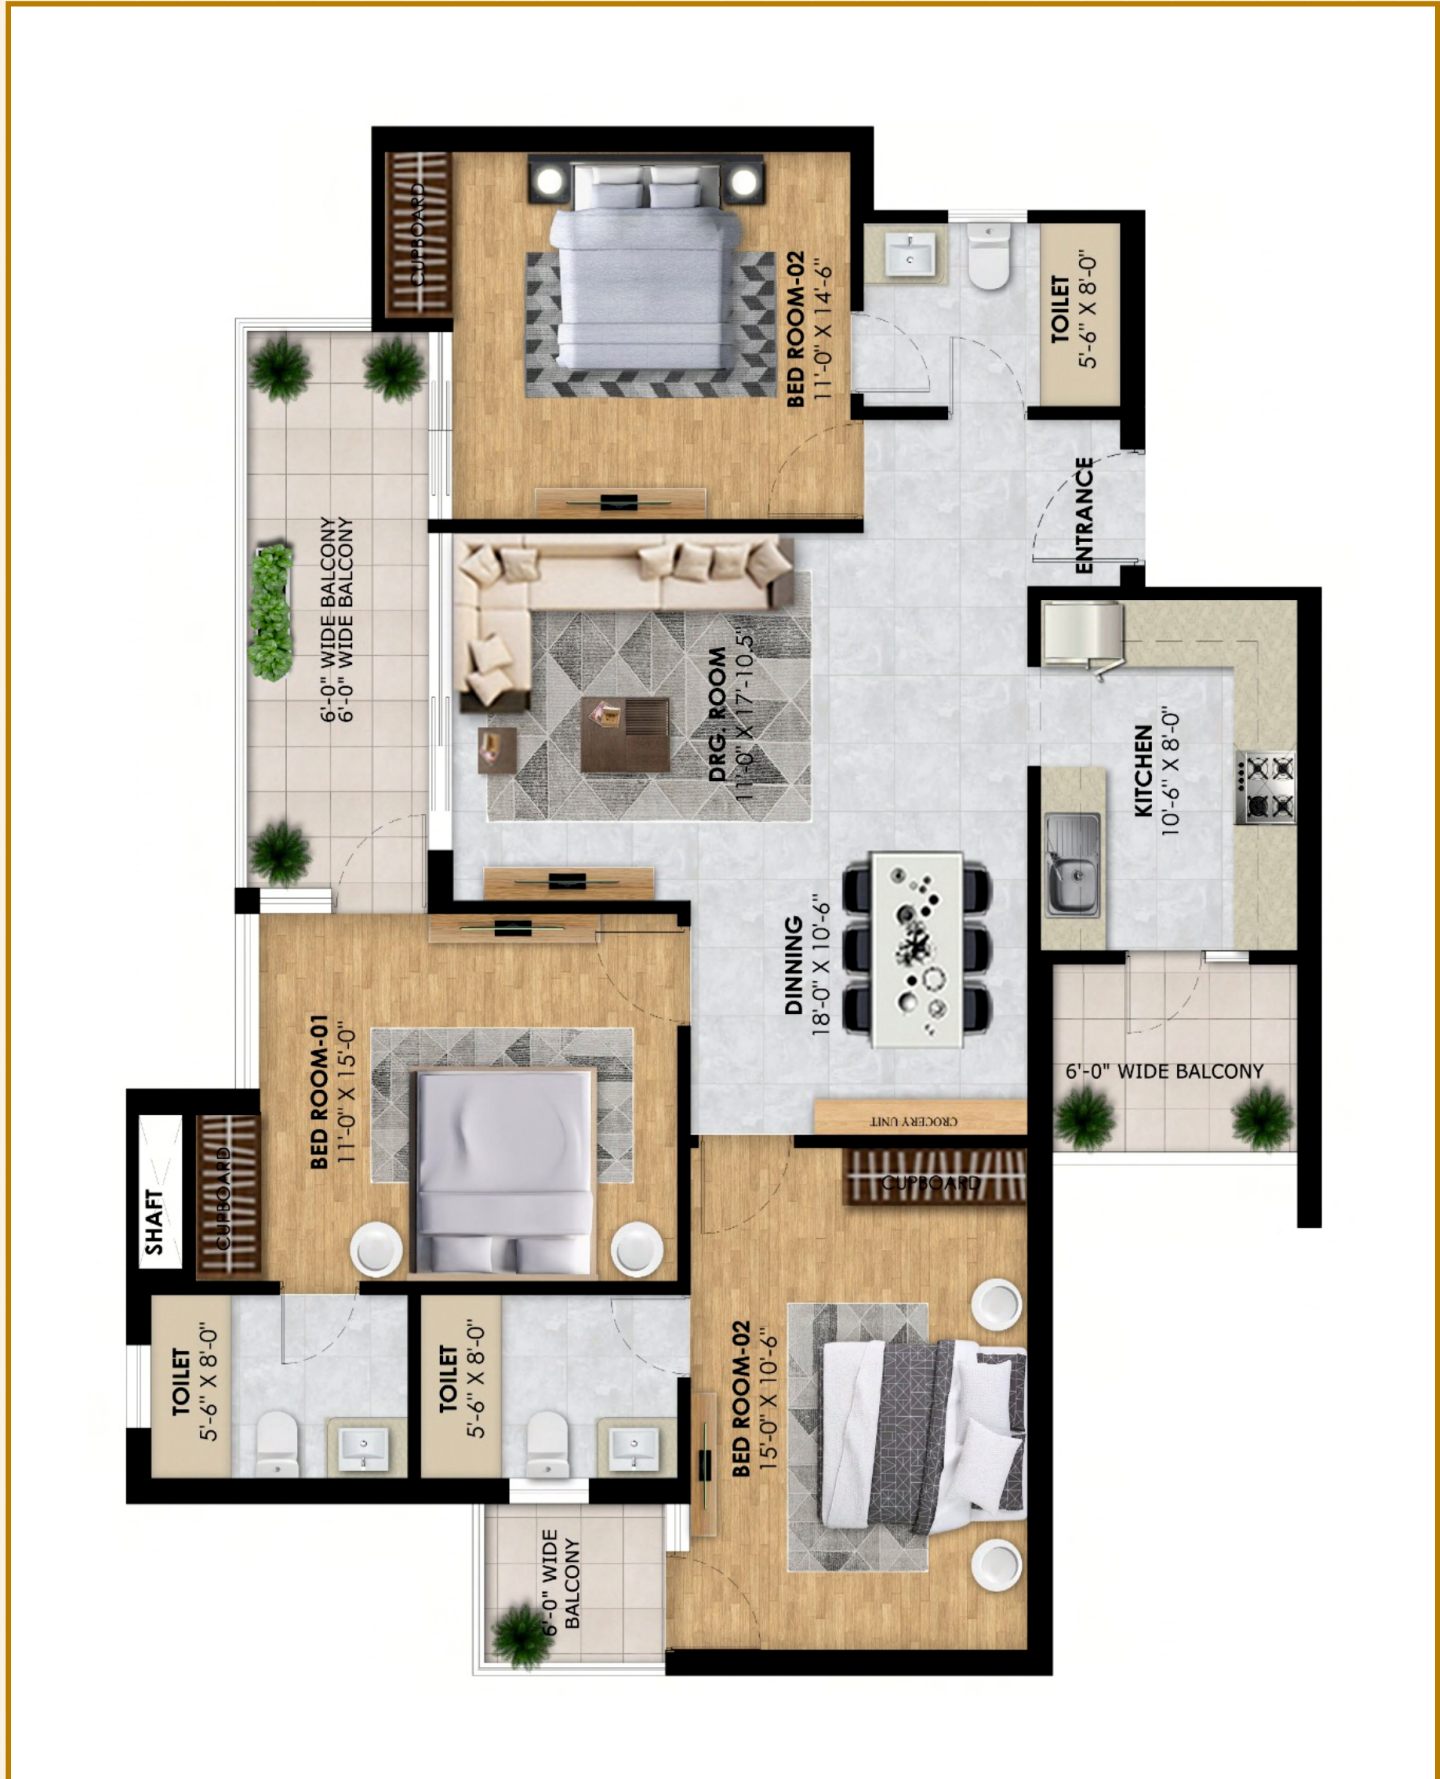 CUPBOARD
BED ROOM-02
11'-0" X 14'-6"
TOILET
5'-6" X 8'-0"
ENTRANCE
6'-0" WIDE BALCONY
6'-0" WIDE BALCONY
DRG. ROOM
11'-0" X 17'-10.5"
KITCHEN
10'-6" X 8'-0"
DINNING
18'-0" X 10'-6"
BED ROOM-01
11'-0" X 15'-0"
6'-0" WIDE BALCONY
CROCERY UNIT
SHAFT
CUPBOARD
CUPBOARD
TOILET
5'-6" X 8'-0"
TOILET
5'-6" X 8'-0"
BED ROOM-02
15'-0" X 10'-6"
6'-0" WIDE
BALCONY